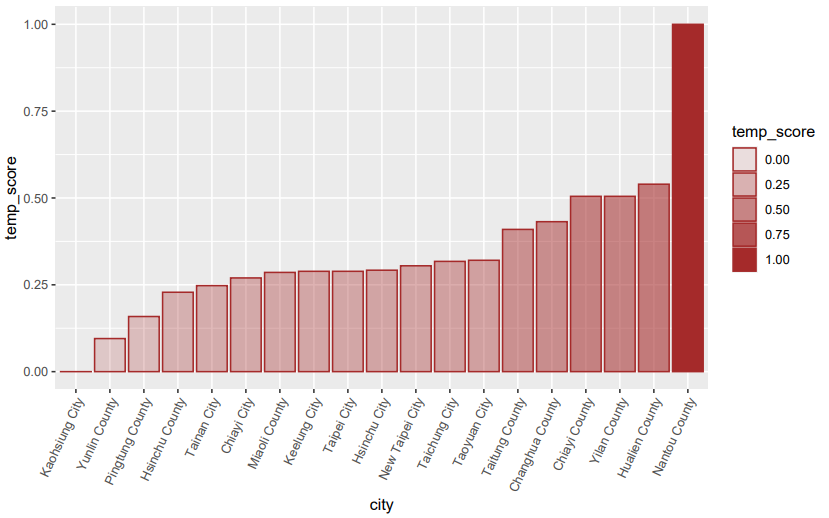 1.00
0.75
0.50
0.25
0.00
temp_score
Kaohsiung City
Yunlin County
Pingtung County
Hsinchu County
Tainan City
Chiayi City
Miaoli County
Keelung City
Taipei City
Hsinchu City
New Taipei City
Taichung City
Taoyuan City
Taitung County
Changhua County
Chiayi County
Yilan County
Hualien County
Nantou County
city
temp_score
0.00
0.25
0.50
0.75
1.00